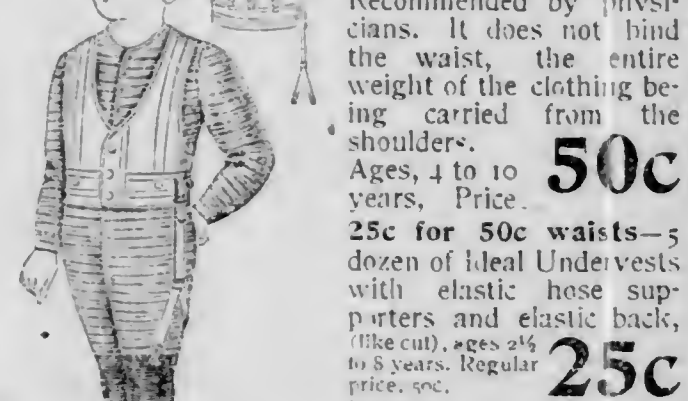 Recommended by physi-
cians. It does not bind
the waist, the entire
weight of the clothing be-
ing carried from the
shoulders.
Ages, 4 to 10
years, Price. 50c
25c for 50c waists—5
dozen of Ideal Undervests
with elastic hose sup-
porters and elastic back,
(like cut), ages 2½
to 8 years. Regular
price, 50c. 25c